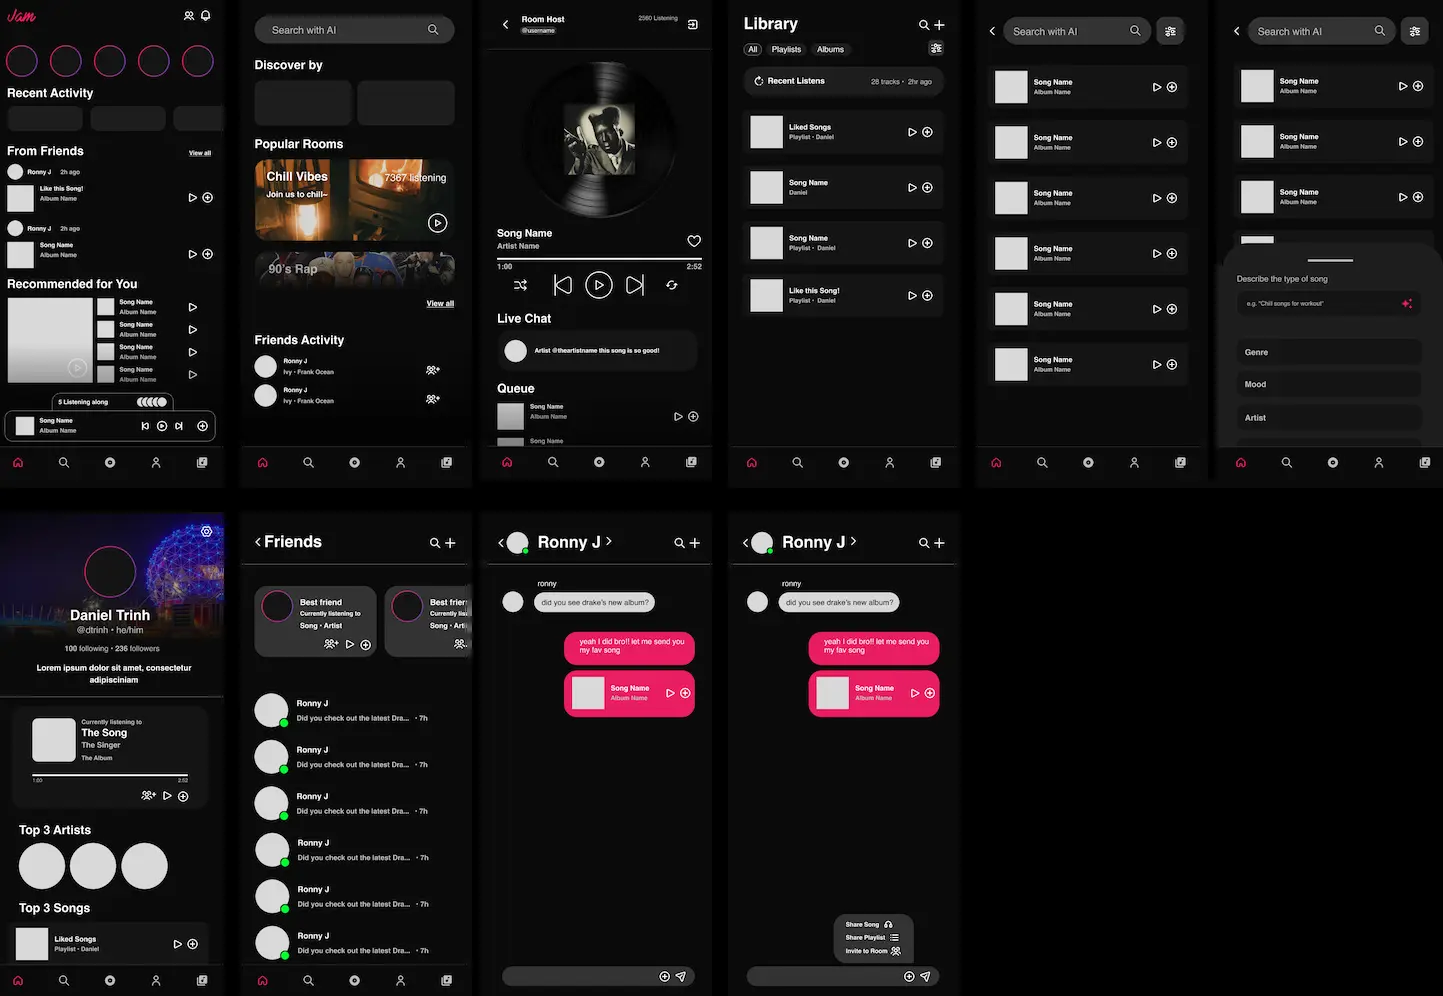 Jam
Recent Activity
From Friends
View all
Ronny J 2h ago
Like this Song!
Album Name
Ronny J 2h ago
Song Name
Album Name
Recommended for You
Song Name
Album Name
Song Name
Album Name
Song Name
Album Name
Song Name
Album Name
5 Listening along
Song Name
Album Name
Search with AI
Discover by
Popular Rooms
Chill Vibes
7367 listening
Join us to chill~
90's Rap
View all
Friends Activity
Ronny J
Ivy • Frank Ocean
Ronny J
Ivy • Frank Ocean
Room Host
@username
2560 Listening
Song Name
Artist Name
1:00
2:52
Live Chat
Artist @theartistname this song is so good!
Queue
Song Name
Album Name
Song Name
Library
All
Playlists
Albums
Recent Listens
28 tracks • 2hr ago
Liked Songs
Playlist • Daniel
Song Name
Daniel
Song Name
Playlist • Daniel
Like this Song!
Playlist • Daniel
Search with AI
Song Name
Album Name
Song Name
Album Name
Song Name
Album Name
Song Name
Album Name
Song Name
Album Name
Song Name
Album Name
Search with AI
Song Name
Album Name
Song Name
Album Name
Song Name
Album Name
Describe the type of song
e.g. "Chill songs for workout"
Genre
Mood
Artist
Daniel Trinh
@dtrinh • he/him
100 following • 236 followers
Lorem ipsum dolor sit amet, consectetur
adipisciniam
Currently listening to
The Song
The Singer
The Album
1:00
2:52
Top 3 Artists
Top 3 Songs
Liked Songs
Playlist • Daniel
Friends
Best friend
Currently listening to
Song • Artist
Best frier
Currently lis
Song • Arti
Ronny J
Did you check out the latest Dra... • 7h
Ronny J
Did you check out the latest Dra... • 7h
Ronny J
Did you check out the latest Dra... • 7h
Ronny J
Did you check out the latest Dra... • 7h
Ronny J
Did you check out the latest Dra... • 7h
Ronny J
Did you check out the latest Dra... • 7h
Ronny J
ronny
did you see drake's new album?
yeah I did bro!! let me send you
my fav song
Song Name
Album Name
Ronny J
ronny
did you see drake's new album?
yeah I did bro!! let me send you
my fav song
Song Name
Album Name
Share Song
Share Playlist
Invite to Room